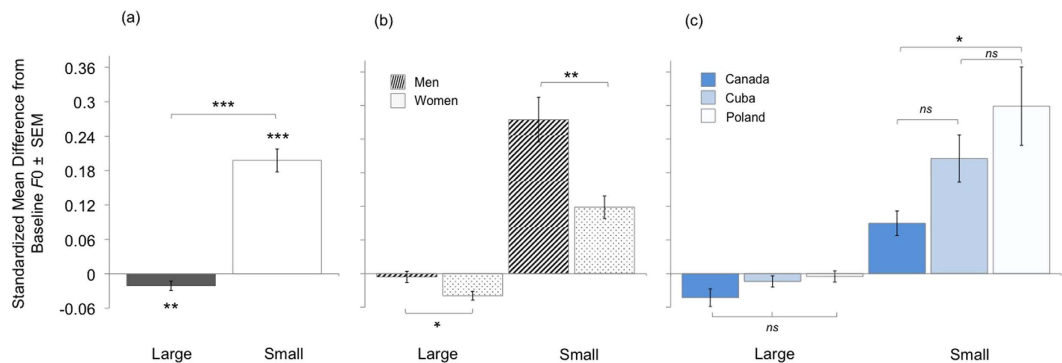 (a)
(b)
(c)
Standardized Mean Difference from
Baseline F0 ± SEM
0.36
0.3
0.24
0.18
0.12
0.06
0
-0.06
***
***
**
Large
Small
Men
Women
**
*
Large
Small
Canada
Cuba
Poland
*
ns
ns
ns
Large
Small